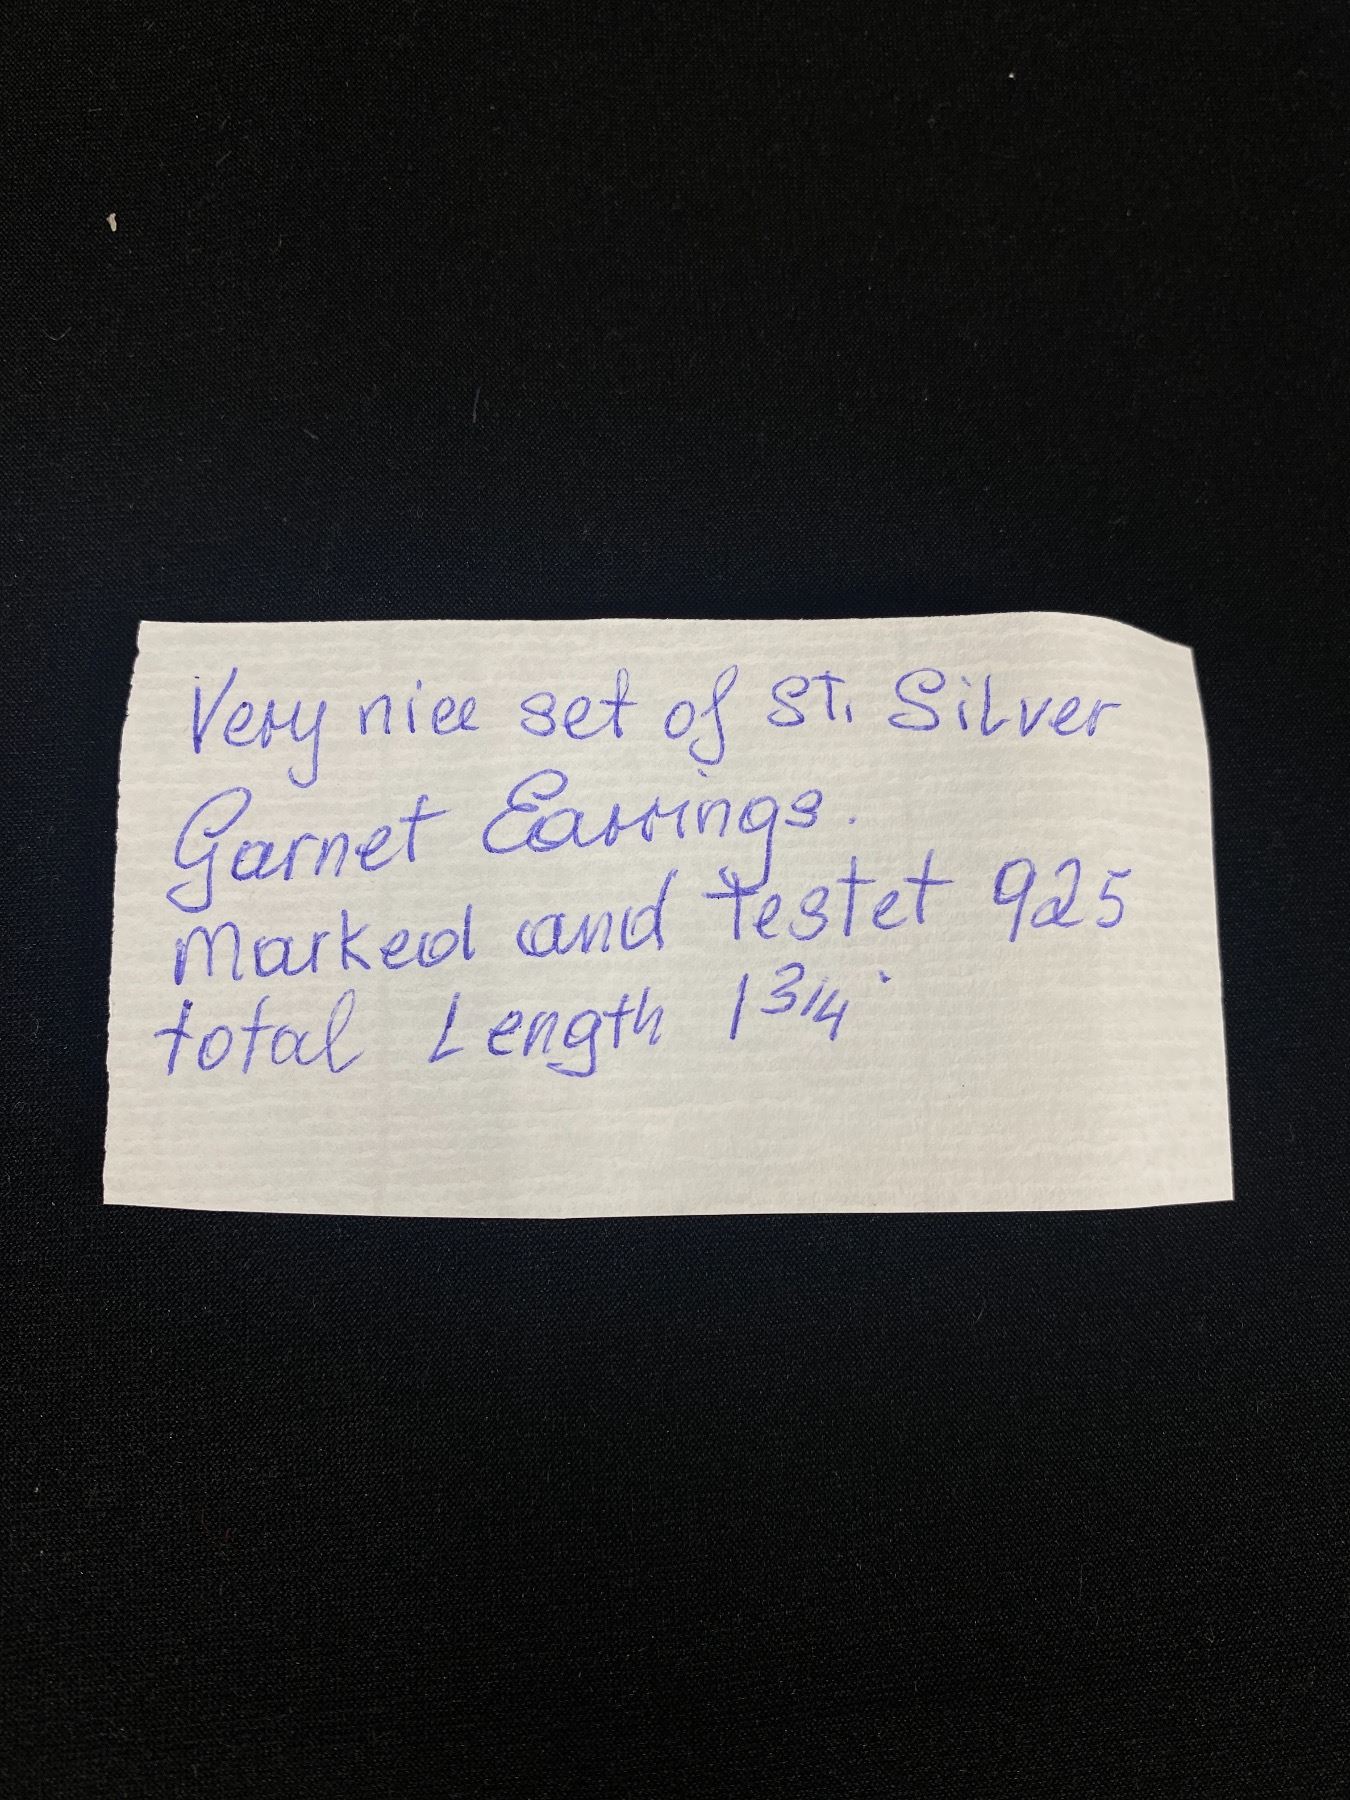 Very nice set of St. Silver
Garnet Earrings.
Marked and testet 925
total Length 1 3/4"